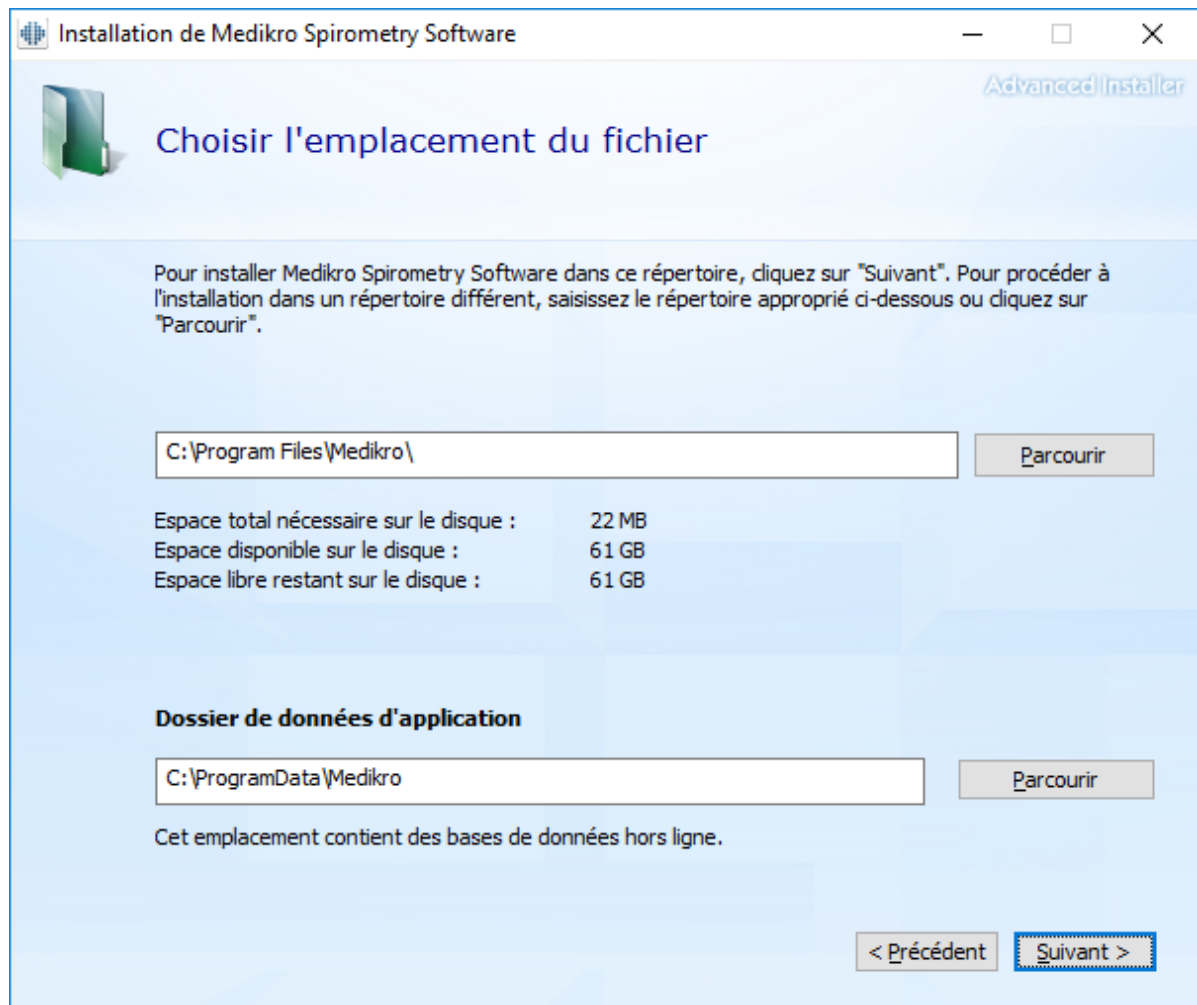 Installation de Medikro Spirometry Software
Advanced Installer
Choisir l'emplacement du fichier
Pour installer Medikro Spirometry Software dans ce répertoire, cliquez sur "Suivant". Pour procéder à
l'installation dans un répertoire différent, saisissez le répertoire approprié ci-dessous ou cliquez sur
"Parcourir".
C:\Program Files\Medikro\
Parcourir
Espace total nécessaire sur le disque : 22 MB
Espace disponible sur le disque : 61 GB
Espace libre restant sur le disque : 61 GB
Dossier de données d'application
C:\ProgramData\Medikro
Parcourir
Cet emplacement contient des bases de données hors ligne.
< Précédent
Suivant >